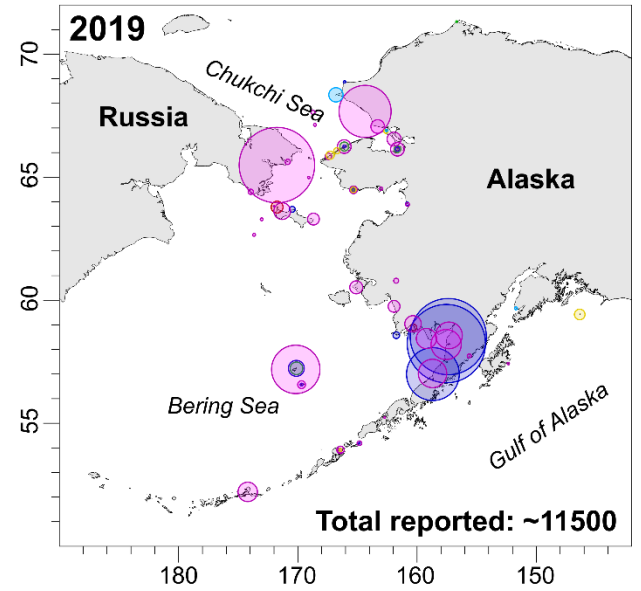 2019
70
65
60
55
Chukchi Sea
Russia
Alaska
Bering Sea
Gulf of Alaska
Total reported: ~11500
180
170
160
150